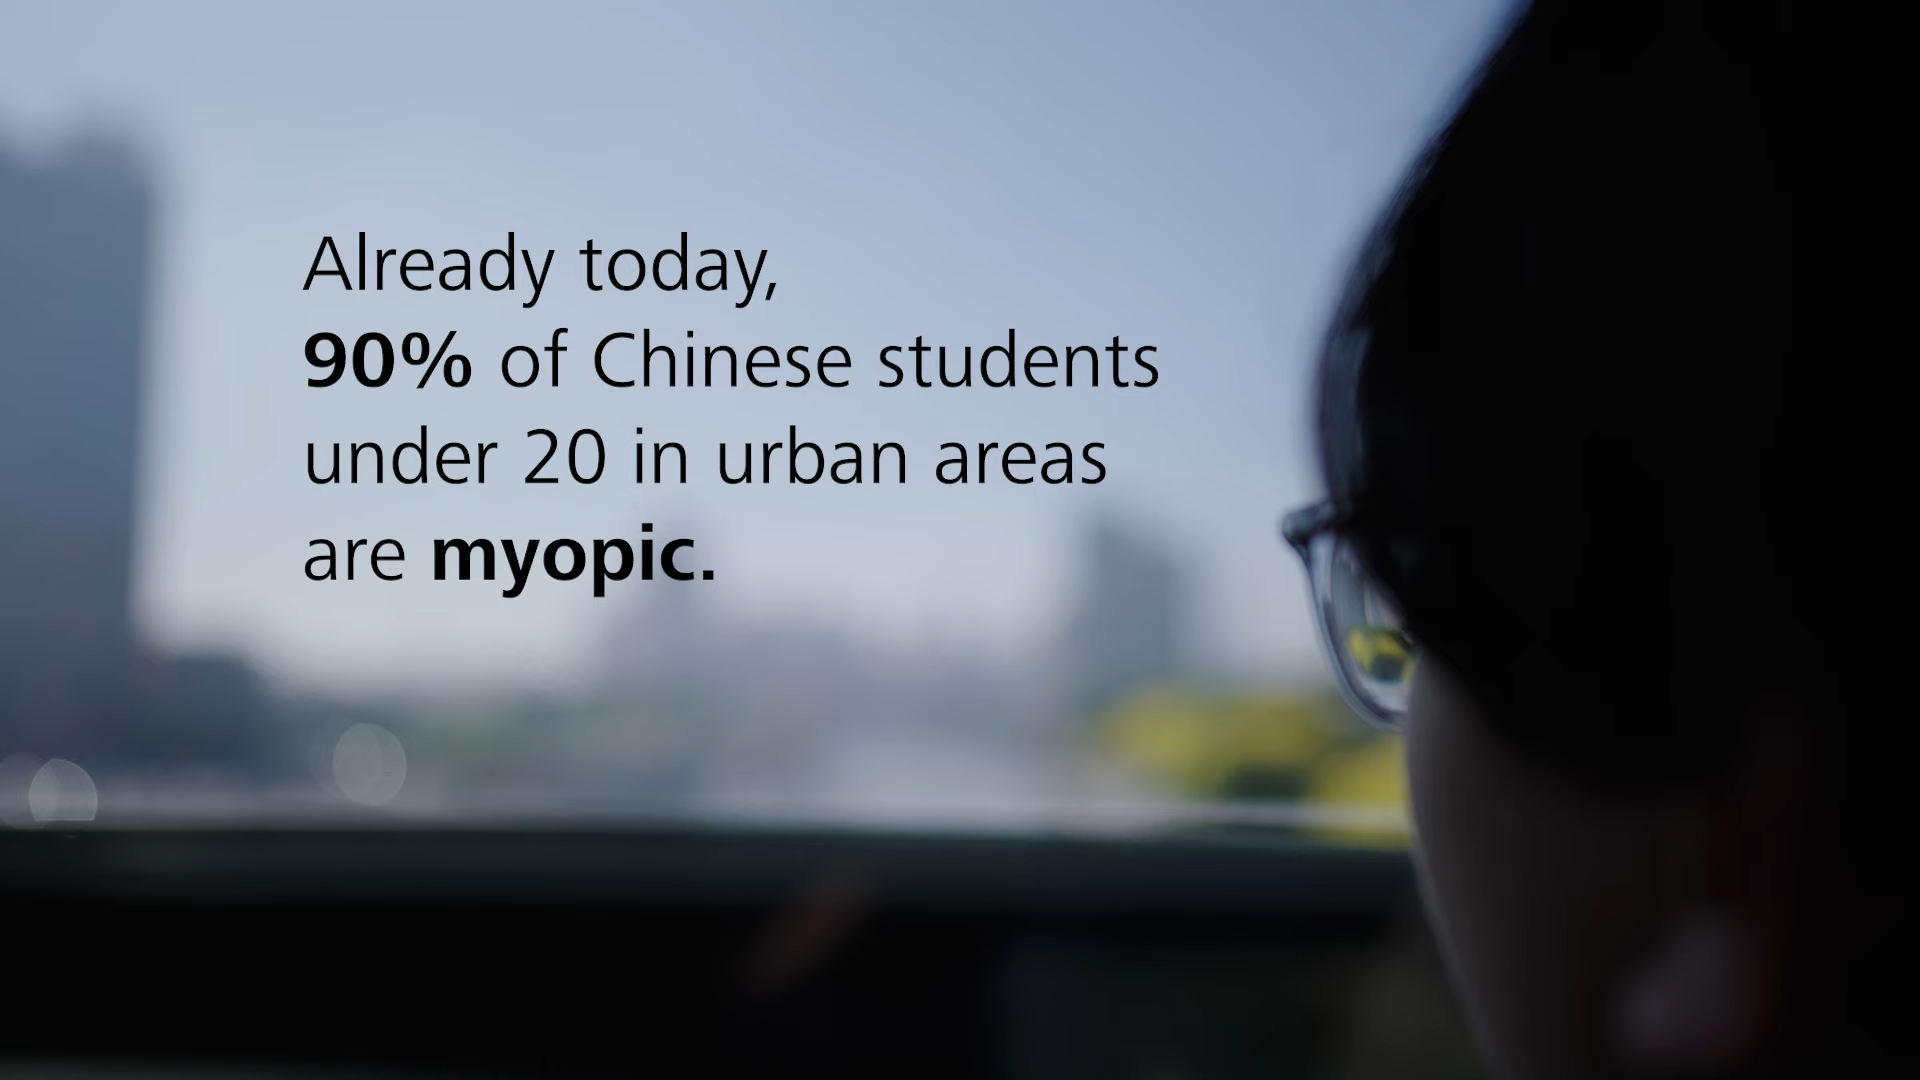 Already today,
90% of Chinese students
under 20 in urban areas
are myopic.